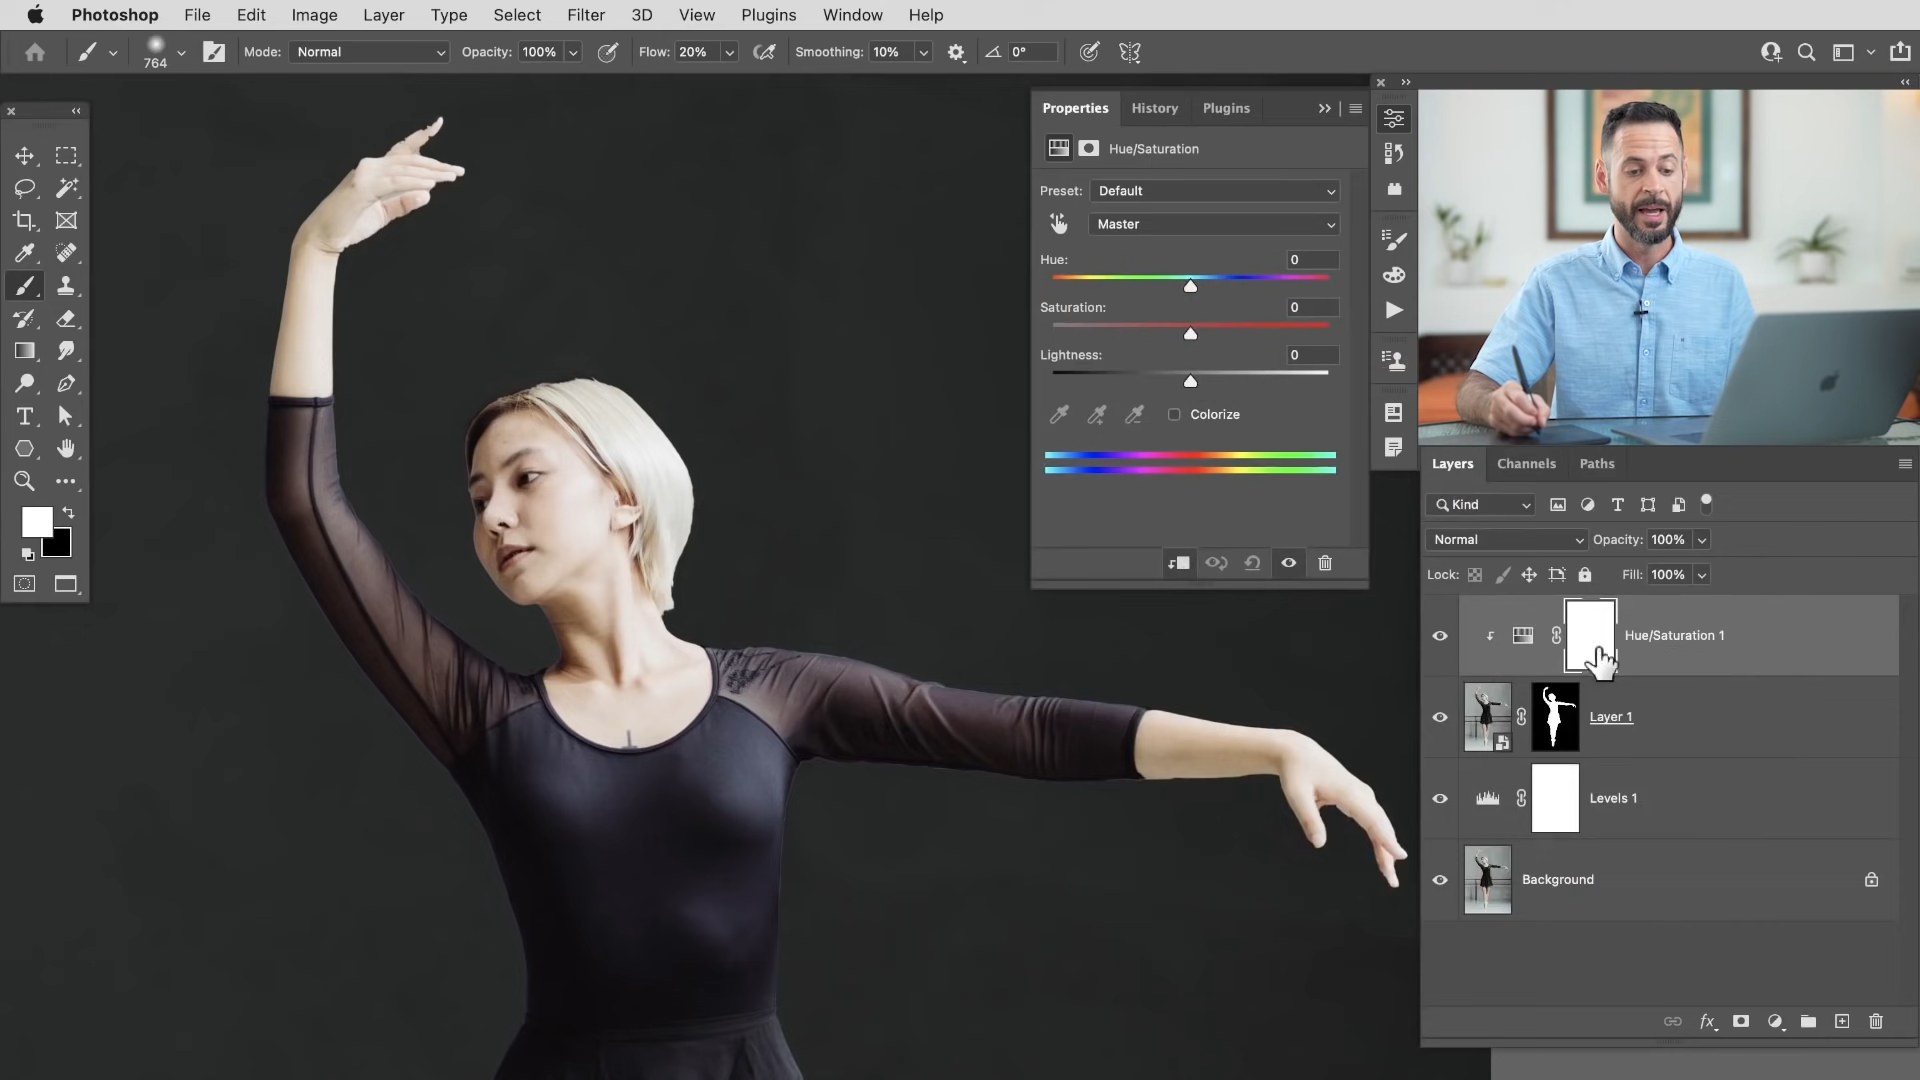 Photoshop File Edit Image Layer Type Select Filter 3D View Plugins Window Help
764 Mode: Normal Opacity: 100% Flow: 20% Smoothing: 10% 0°
Properties History Plugins
Hue/Saturation
Preset: Default
Master
Hue: 0
Saturation: 0
Lightness: 0
Colorize
Layers Channels Paths
Kind
Normal Opacity: 100%
Lock: Fill: 100%
Hue/Saturation 1
Layer 1
Levels 1
Background